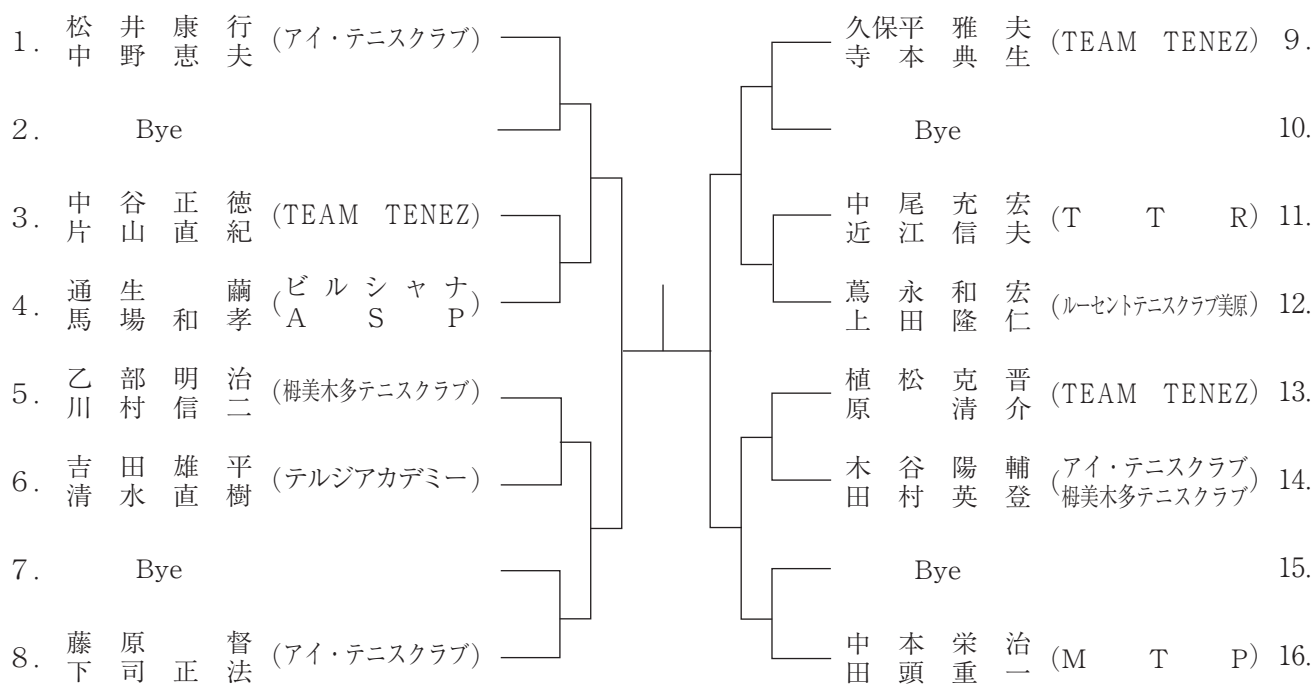 1. 松井康行 (アイ・テニスクラブ)
中野恵夫
2. Bye
3. 中谷正徳 (TEAM TENEZ)
片山直紀
4. 通生繭 (ビルシャナ
馬場和孝 ASP)
5. 乙部明治 (栂美木多テニスクラブ)
川村信二
6. 吉田雄平 (テルジアカデミー)
清水直樹
7. Bye
8. 藤原督 (アイ・テニスクラブ)
下司正法
久保平雅夫 (TEAM TENEZ) 9.
寺本典生
Bye 10.
中尾充宏 (TTR) 11.
近江信夫
蔦永和宏 (ルーセントテニスクラブ美原) 12.
上田隆仁
植松克晋 (TEAM TENEZ) 13.
原清介
木谷陽輔 (アイ・テニスクラブ
田村英登 栂美木多テニスクラブ) 14.
Bye 15.
中本栄治 (MTP) 16.
田頭重一